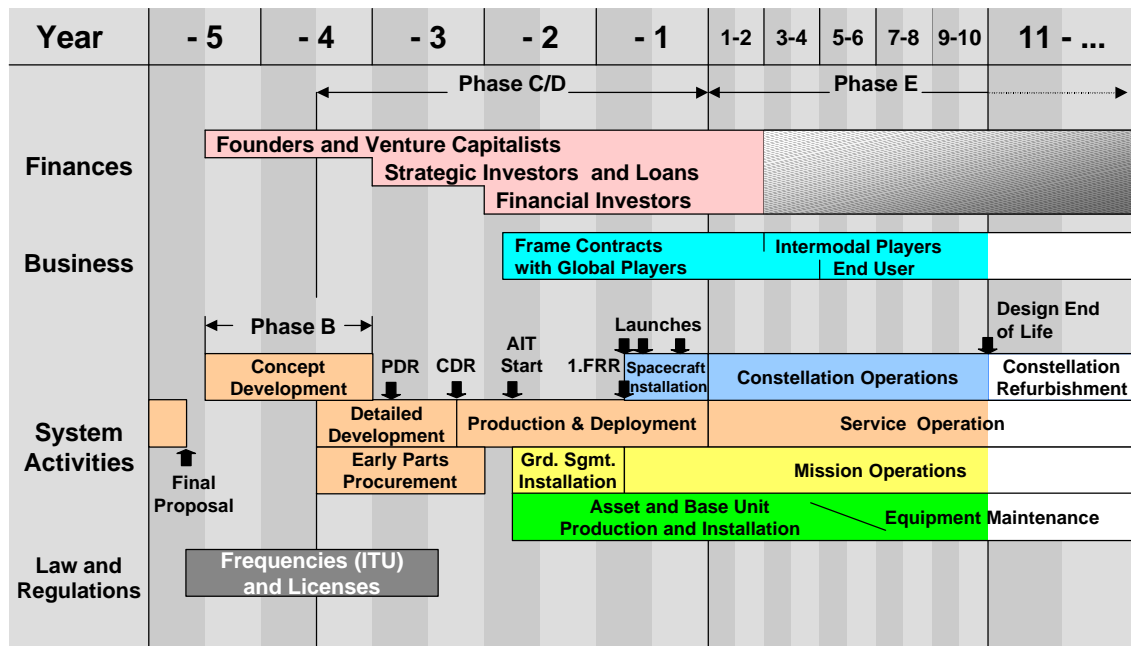 Year
- 5
- 4
- 3
- 2
- 1
1-2
3-4
5-6
7-8
9-10
11 - ...
Phase C/D
Phase E
Finances
Founders and Venture Capitalists
Strategic Investors and Loans
Financial Investors
Business
Frame Contracts
with Global Players
Intermodal Players
End User
Phase B
Launches
Design End
of Life
AIT
Start
PDR
CDR
1.FRR
Concept
Development
Spacecraft
Installation
Constellation Operations
Constellation
Refurbishment
System
Activities
Detailed
Development
Production & Deployment
Service Operation
Early Parts
Procurement
Grd. Sgmt.
Installation
Mission Operations
Final
Proposal
Asset and Base Unit
Production and Installation
Equipment Maintenance
Law and
Regulations
Frequencies (ITU)
and Licenses